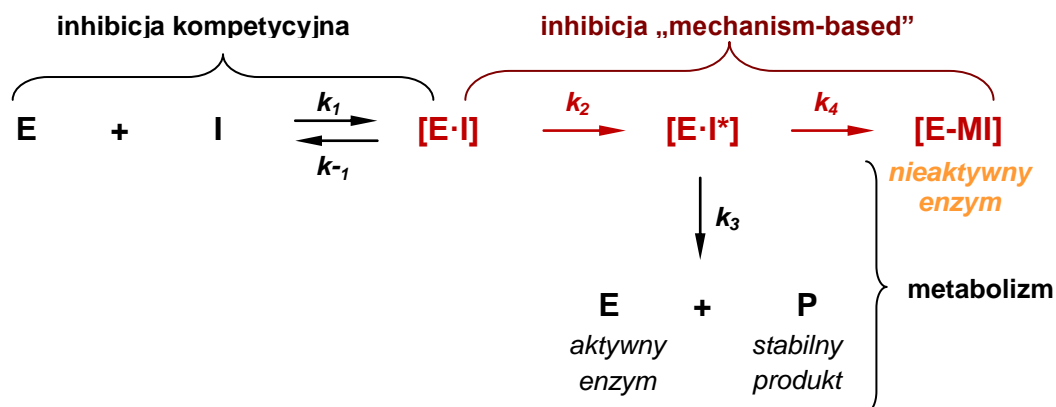 inhibicja kompetycyjna
inhibicja „mechanism-based”
k1
k-1
k2
k4
E + I [E·I] [E·I*] [E-MI]
nieaktywny
enzym
k3
metabolizm
E + P
aktywny stabilny
enzym produkt